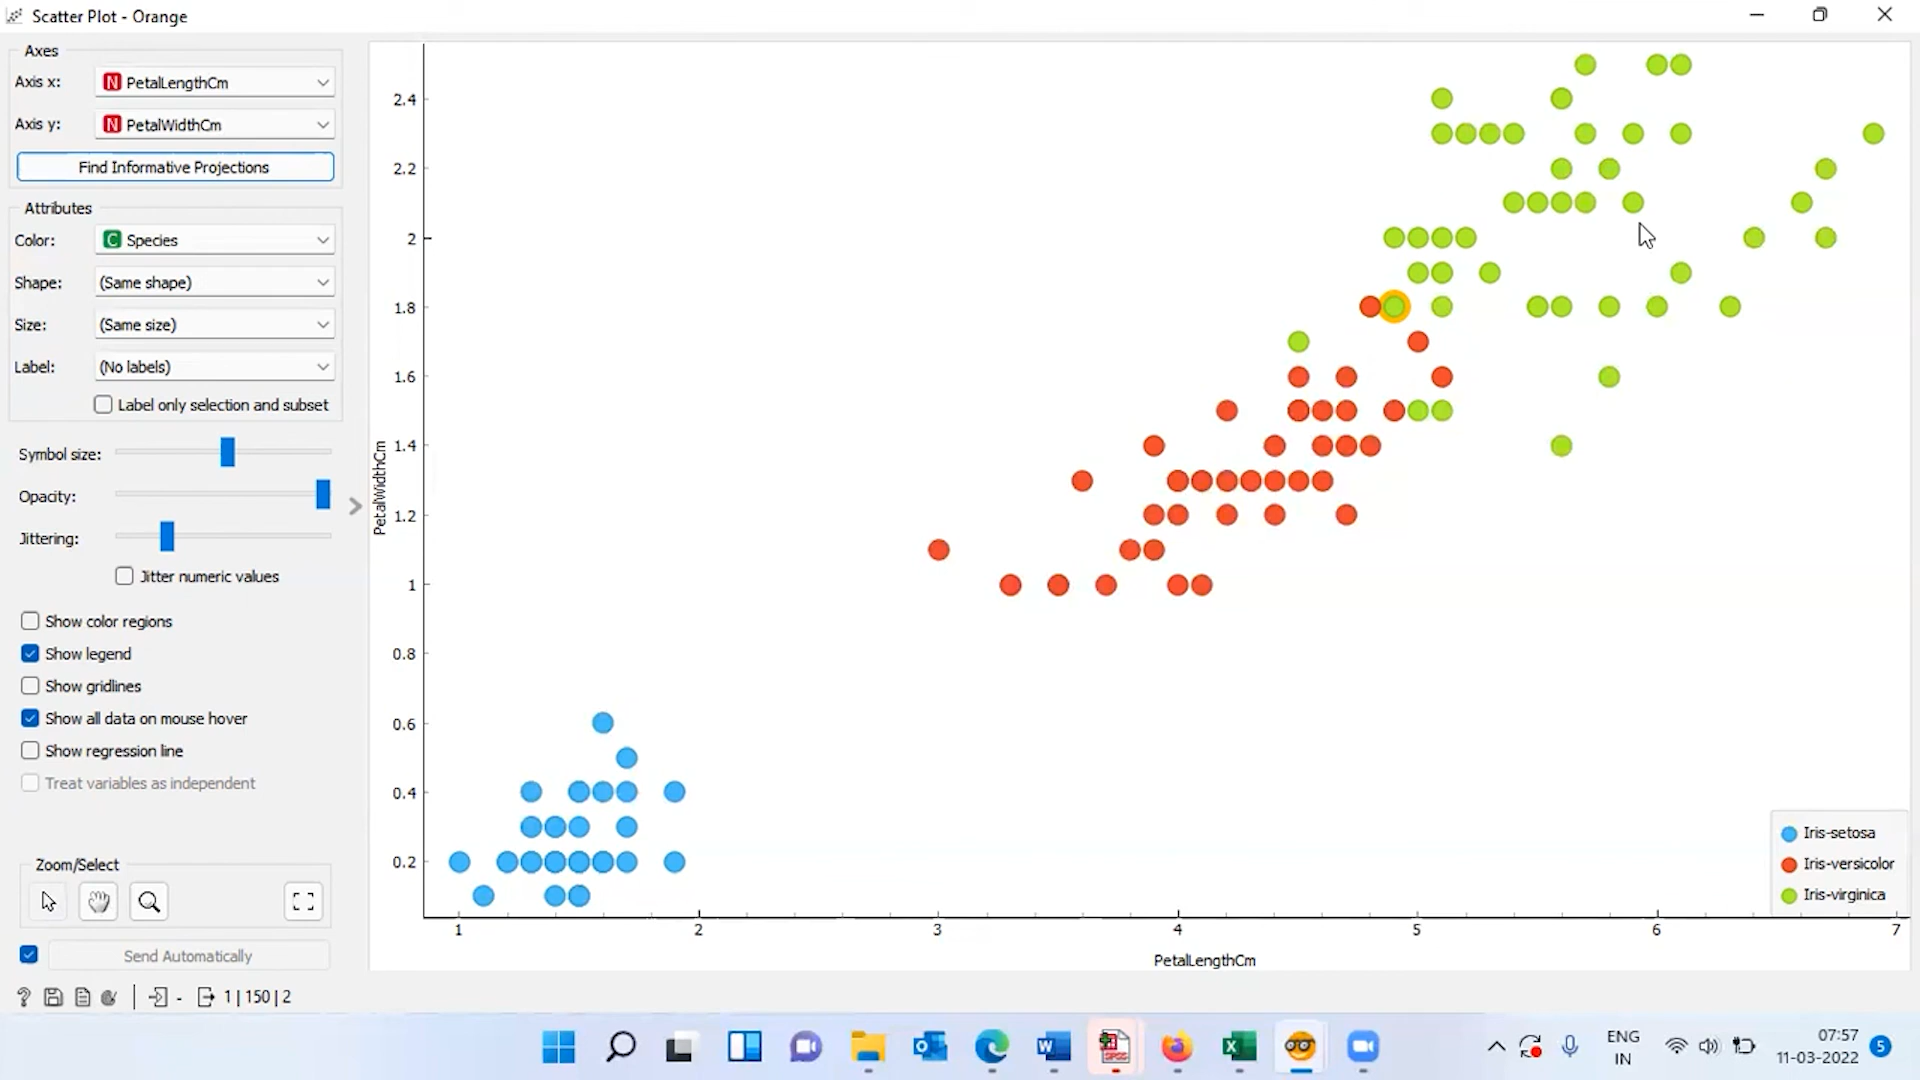 Scatter Plot - Orange
Axes
Axis x: N PetalLengthCm
Axis y: N PetalWidthCm
Find Informative Projections
Attributes
Color: C Species
Shape: (Same shape)
Size: (Same size)
Label: (No labels)
Label only selection and subset
Symbol size:
Opacity:
Jittering:
Jitter numeric values
Show color regions
Show legend
Show gridlines
Show all data on mouse hover
Show regression line
Treat variables as independent
Zoom/Select
Send Automatically
? - 1 | 150 | 2
PetalWidthCm
2.4
2.2
2
1.8
1.6
1.4
1.2
1
0.8
0.6
0.4
0.2
1 2 3 4 5 6 7
PetalLengthCm
Iris-setosa
Iris-versicolor
Iris-virginica
W
SPSS
X
ENG
IN
07:57
11-03-2022
5